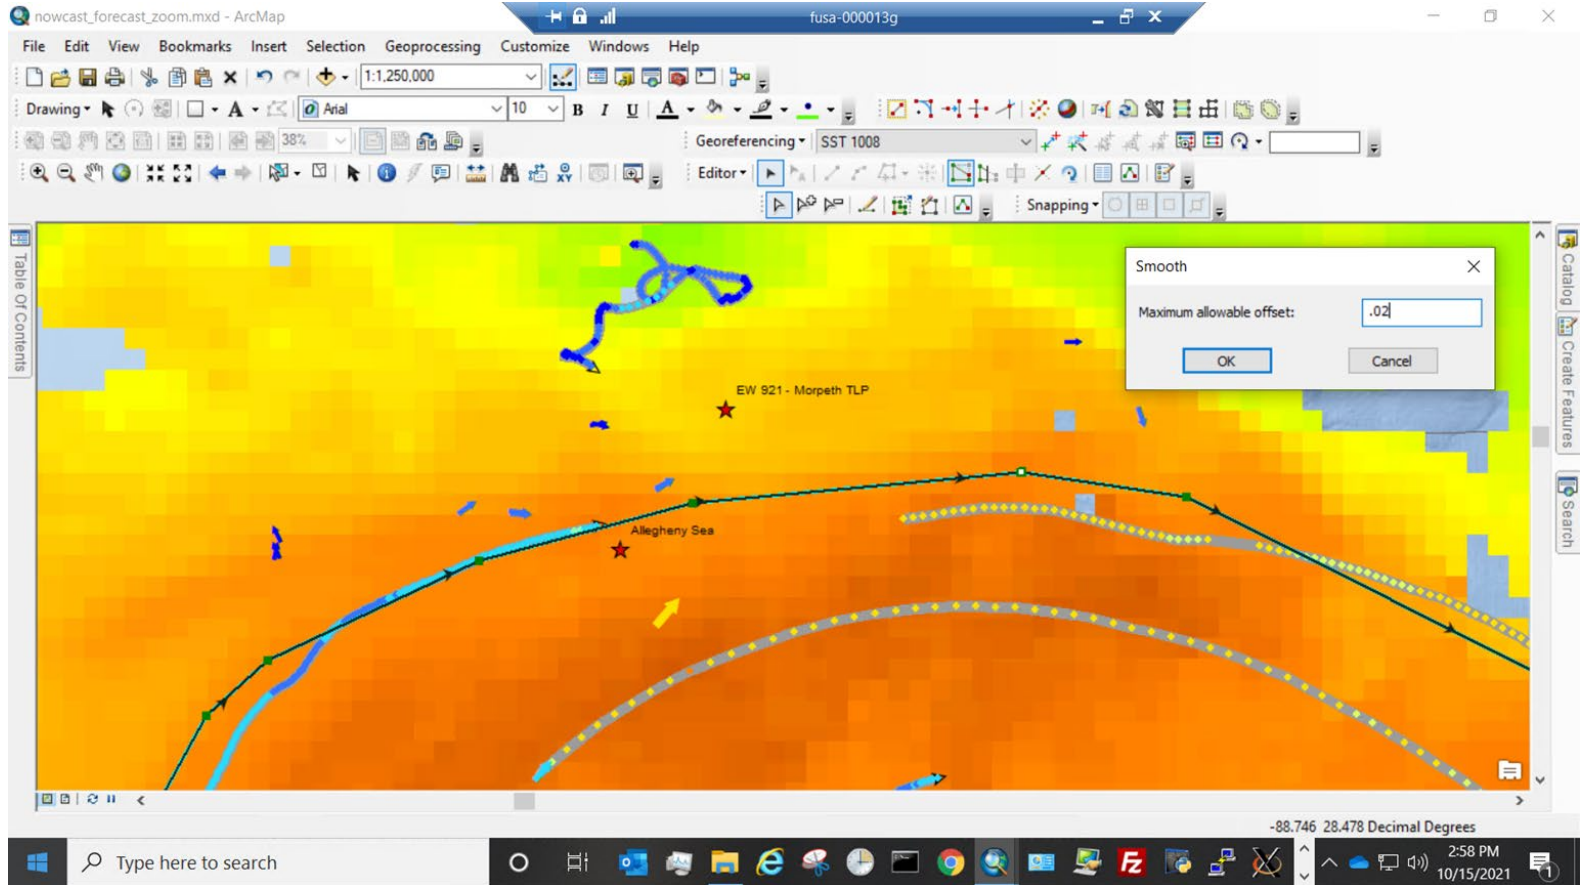 nowcast_forecast_zoom.mxd - ArcMap
fusa-000013g
File Edit View Bookmarks Insert Selection Geoprocessing Customize Windows Help
1:1,250,000
Drawing A Arial 10 B I U A
38% Georeferencing SST 1008
XY Editor
Snapping
Table Of Contents
Catalog
Create Features
Search
Smooth
Maximum allowable offset: .02
OK Cancel
EW 921 - Morpeth TLP
Allegheny Sea
-88.746 28.478 Decimal Degrees
Type here to search
2:58 PM
10/15/2021
1